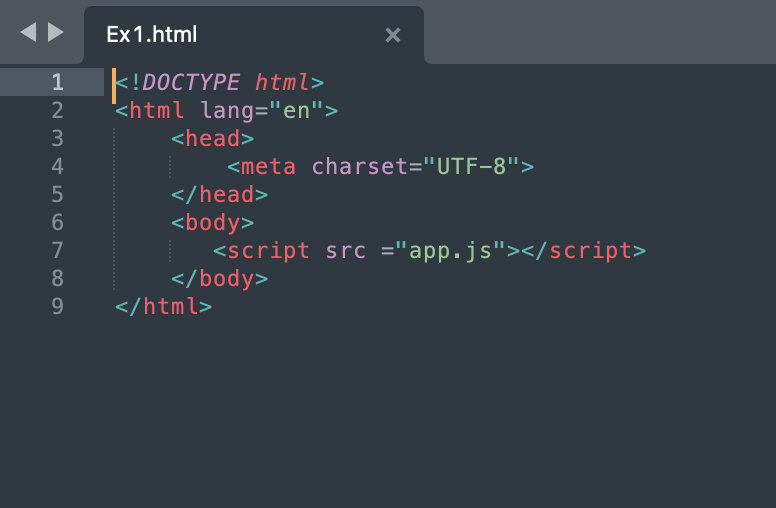 Ex1.html
1 <!DOCTYPE html>
2 <html lang="en">
3     <head>
4         <meta charset="UTF-8">
5     </head>
6     <body>
7        <script src ="app.js"></script>
8     </body>
9 </html>